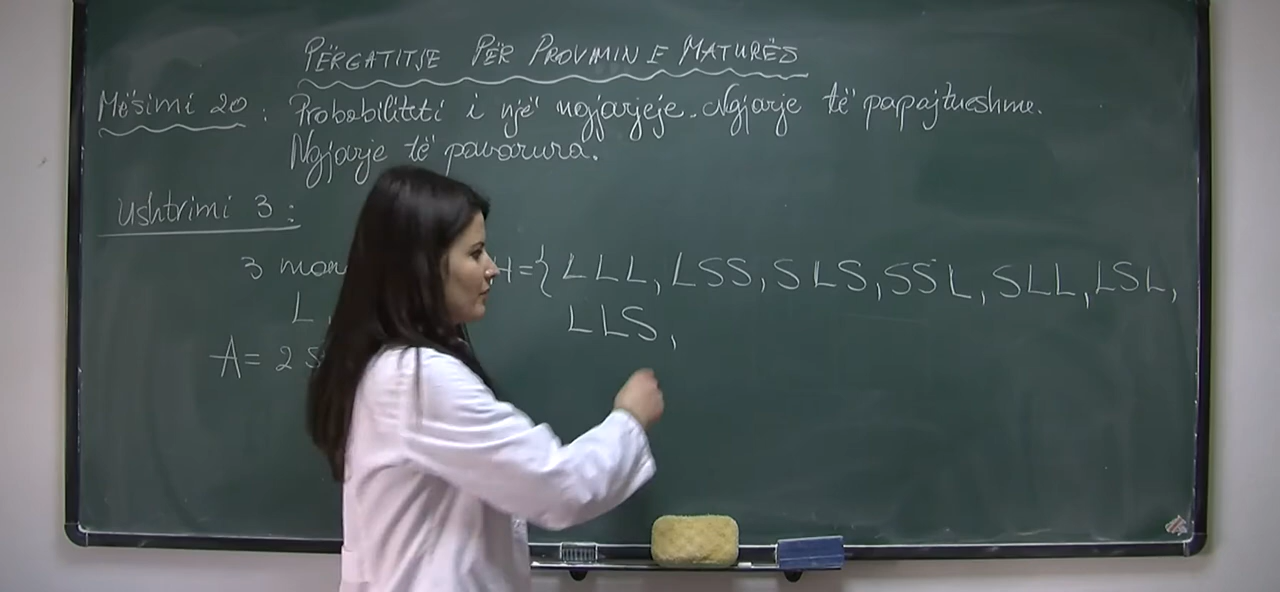 PËRGATITJE PËR PROVIMIN E MATURËS
Mësimi 20 : Probabiliteti i një ngjarjeje. Ngjarje të papajtueshme.
Ngjarje të pavarura.
Ushtrimi 3 :
3 mon H={LLL, LSS, SLS, SSL, SLL, LSL,
L, LLS,
A= 2 S